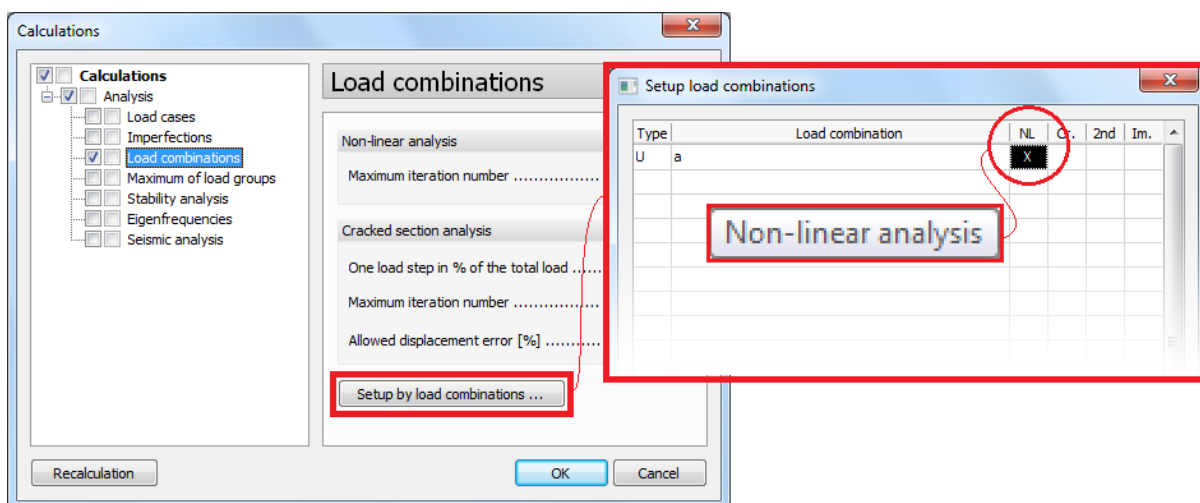 Calculations
Calculations
Analysis
Load cases
Imperfections
Load combinations
Maximum of load groups
Stability analysis
Eigenfrequencies
Seismic analysis
Load combinations
Non-linear analysis
Maximum iteration number ..................
Cracked section analysis
One load step in % of the total load ......
Maximum iteration number ..................
Allowed displacement error [%] ...........
Setup by load combinations ...
Recalculation
OK
Cancel
Setup load combinations
Type Load combination NL Cr. 2nd Im.
U a X
Non-linear analysis